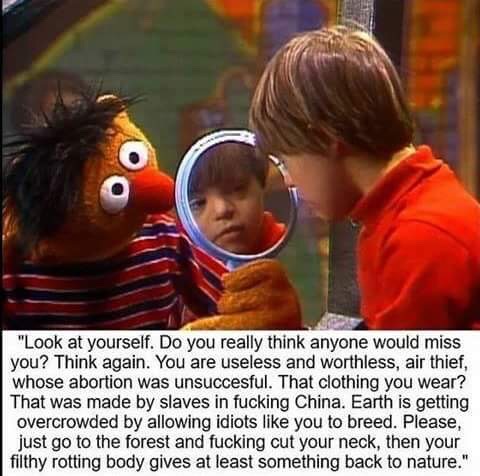 "Look at yourself. Do you really think anyone would miss
you? Think again. You are useless and worthless, air thief,
whose abortion was unsuccesful. That clothing you wear?
That was made by slaves in fucking China. Earth is getting
overcrowded by allowing idiots like you to breed. Please,
just go to the forest and fucking cut your neck, then your
filthy rotting body gives at least something back to nature."